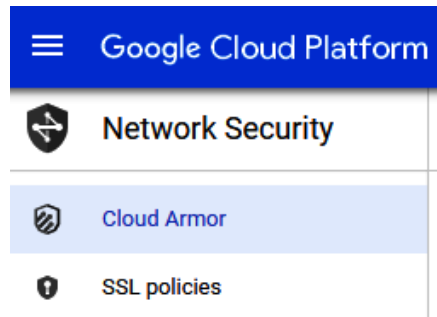 Google Cloud Platform
Network Security
Cloud Armor
SSL policies